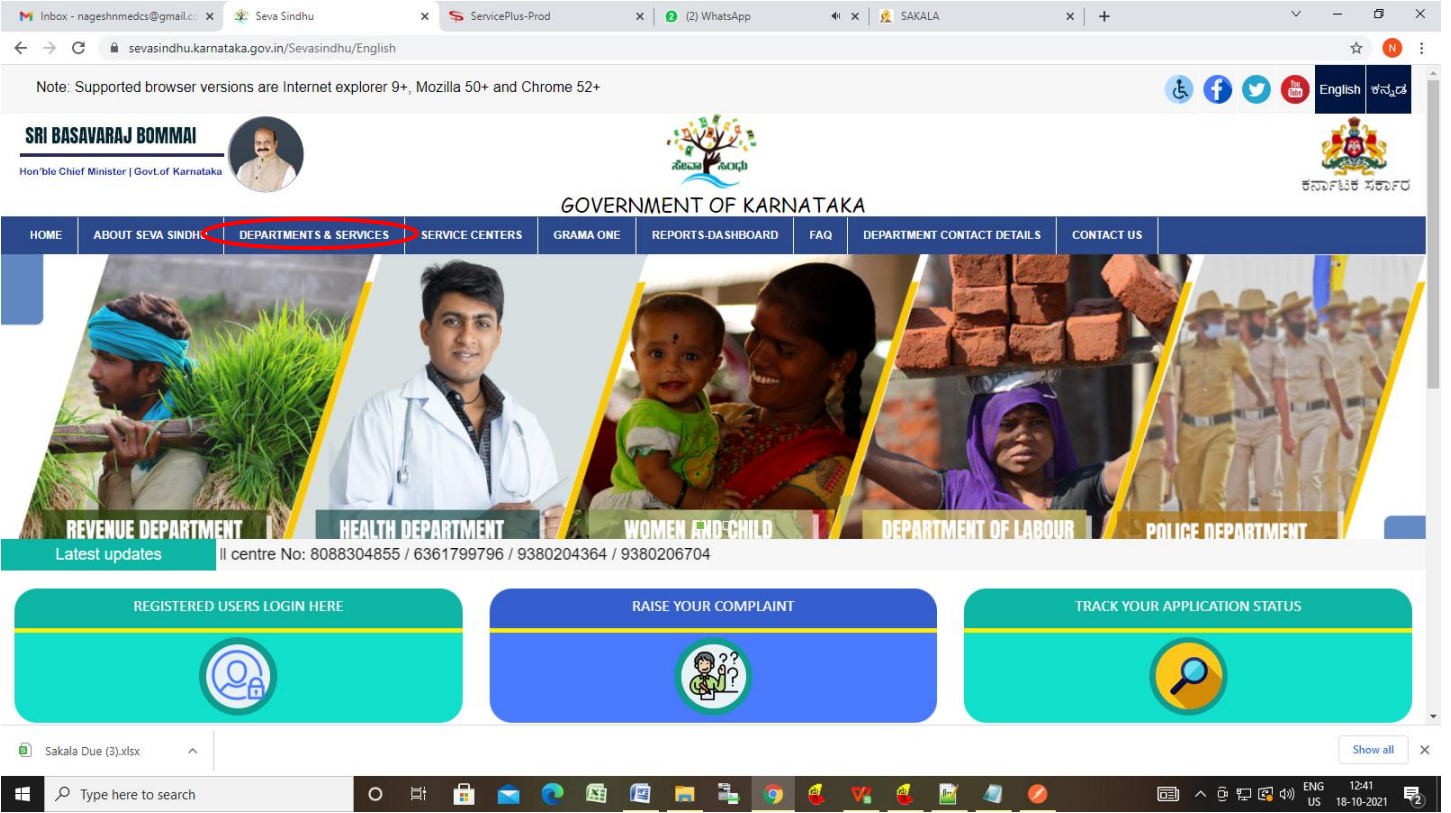 Inbox - nageshnmedcs@gmail.co
Seva Sindhu
ServicePlus-Prod
(2) WhatsApp
SAKALA
sevasindhu.karnataka.gov.in/Sevasindhu/English
N
Note: Supported browser versions are Internet explorer 9+, Mozilla 50+ and Chrome 52+
You Tube
English
ಕನ್ನಡ
SRI BASAVARAJ BOMMAI
Hon'ble Chief Minister | Govt.of Karnataka
ಸೇವಾ ಸಿಂಧು
ಕರ್ನಾಟಕ ಸರ್ಕಾರ
GOVERNMENT OF KARNATAKA
HOME
ABOUT SEVA SINDHU
DEPARTMENTS & SERVICES
SERVICE CENTERS
GRAMA ONE
REPORTS-DASHBOARD
FAQ
DEPARTMENT CONTACT DETAILS
CONTACT US
REVENUE DEPARTMENT
HEALTH DEPARTMENT
WOMEN AND CHILD
DEPARTMENT OF LABOUR
POLICE DEPARTMENT
Latest updates
ll centre No: 8088304855 / 6361799796 / 9380204364 / 9380206704
REGISTERED USERS LOGIN HERE
RAISE YOUR COMPLAINT
TRACK YOUR APPLICATION STATUS
Sakala Due (3).xlsx
Show all
Type here to search
ENG
US
12:41
18-10-2021
2